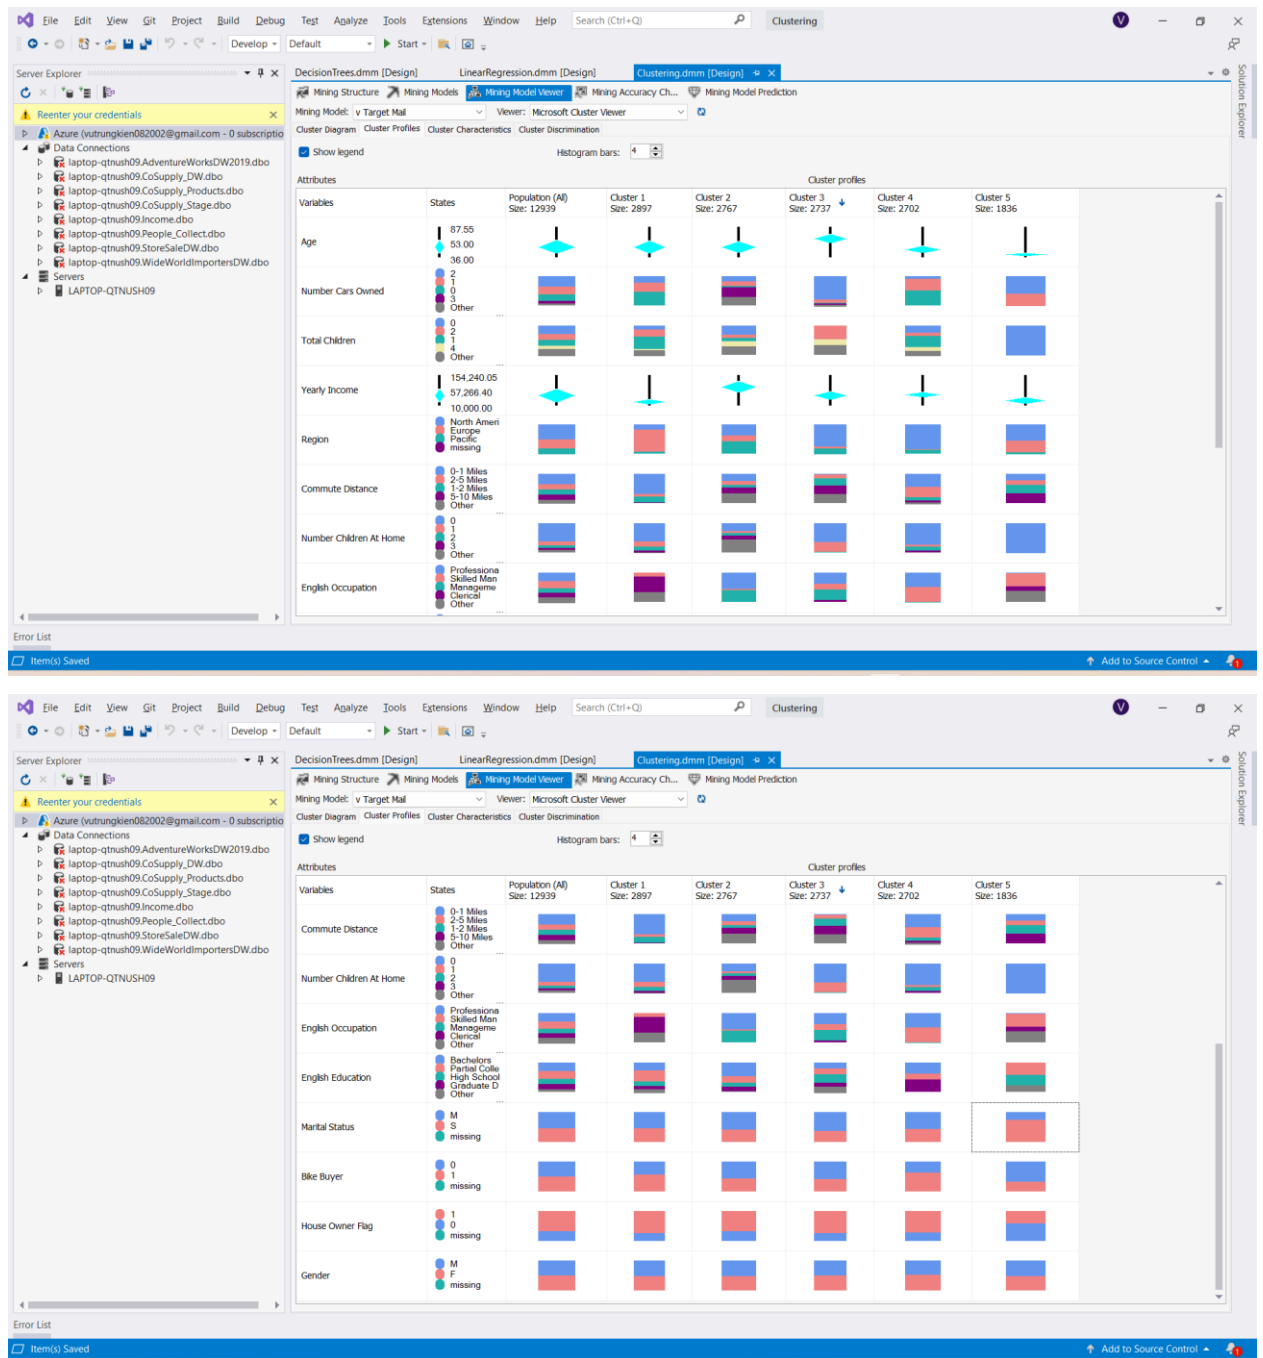 File Edit View Git Project Build Debug Test Analyze Tools Extensions Window Help Search (Ctrl+Q) Clustering V
Develop Default Start
Server Explorer
DecisionTrees.dmm [Design] LinearRegression.dmm [Design] Clustering.dmm [Design]
Solution Explorer
Mining Structure Mining Models Mining Model Viewer Mining Accuracy Ch... Mining Model Prediction
Reenter your credentials
Mining Model: v Target Mail Viewer: Microsoft Cluster Viewer
Azure (vutrungkien082002@gmail.com - 0 subscriptio
Cluster Diagram Cluster Profiles Cluster Characteristics Cluster Discrimination
Data Connections
laptop-qtnush09.AdventureWorksDW2019.dbo
laptop-qtnush09.CoSupply_DW.dbo
laptop-qtnush09.CoSupply_Products.dbo
laptop-qtnush09.CoSupply_Stage.dbo
laptop-qtnush09.Income.dbo
laptop-qtnush09.People_Collect.dbo
laptop-qtnush09.StoreSaleDW.dbo
laptop-qtnush09.WideWorldImportersDW.dbo
Servers
LAPTOP-QTNUSH09
Show legend Histogram bars: 4
Attributes Cluster profiles
Variables States Population (All) Cluster 1 Cluster 2 Cluster 3 Cluster 4 Cluster 5
Size: 12939 Size: 2897 Size: 2767 Size: 2737 Size: 2702 Size: 1836
Age
87.55
53.00
36.00
Number Cars Owned
2
1
0
3
Other
...
Total Children
0
2
1
4
Other
...
Yearly Income
154,240.05
57,266.40
10,000.00
Region
North Ameri
Europe
Pacific
missing
Commute Distance
0-1 Miles
2-5 Miles
1-2 Miles
5-10 Miles
Other
...
Number Children At Home
0
1
2
3
Other
...
English Occupation
Professiona
Skilled Man
Manageme
Clerical
Other
...
Error List
Item(s) Saved Add to Source Control 1
File Edit View Git Project Build Debug Test Analyze Tools Extensions Window Help Search (Ctrl+Q) Clustering V
Develop Default Start
Server Explorer
DecisionTrees.dmm [Design] LinearRegression.dmm [Design] Clustering.dmm [Design]
Solution Explorer
Mining Structure Mining Models Mining Model Viewer Mining Accuracy Ch... Mining Model Prediction
Reenter your credentials
Mining Model: v Target Mail Viewer: Microsoft Cluster Viewer
Azure (vutrungkien082002@gmail.com - 0 subscriptio
Cluster Diagram Cluster Profiles Cluster Characteristics Cluster Discrimination
Data Connections
laptop-qtnush09.AdventureWorksDW2019.dbo
laptop-qtnush09.CoSupply_DW.dbo
laptop-qtnush09.CoSupply_Products.dbo
laptop-qtnush09.CoSupply_Stage.dbo
laptop-qtnush09.Income.dbo
laptop-qtnush09.People_Collect.dbo
laptop-qtnush09.StoreSaleDW.dbo
laptop-qtnush09.WideWorldImportersDW.dbo
Servers
LAPTOP-QTNUSH09
Show legend Histogram bars: 4
Attributes Cluster profiles
Variables States Population (All) Cluster 1 Cluster 2 Cluster 3 Cluster 4 Cluster 5
Size: 12939 Size: 2897 Size: 2767 Size: 2737 Size: 2702 Size: 1836
Commute Distance
0-1 Miles
2-5 Miles
1-2 Miles
5-10 Miles
Other
...
Number Children At Home
0
1
2
3
Other
...
English Occupation
Professiona
Skilled Man
Manageme
Clerical
Other
...
English Education
Bachelors
Partial Colle
High School
Graduate D
Other
...
Marital Status
M
S
missing
Bike Buyer
0
1
missing
House Owner Flag
1
0
missing
Gender
M
F
missing
Error List
Item(s) Saved Add to Source Control 1